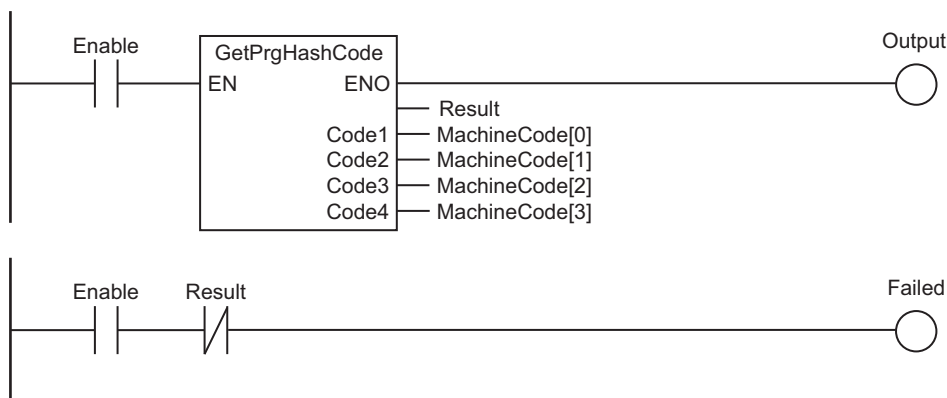 Enable
Output
GetPrgHashCode
EN ENO
Result
Code1 MachineCode[0]
Code2 MachineCode[1]
Code3 MachineCode[2]
Code4 MachineCode[3]
Enable Result Failed